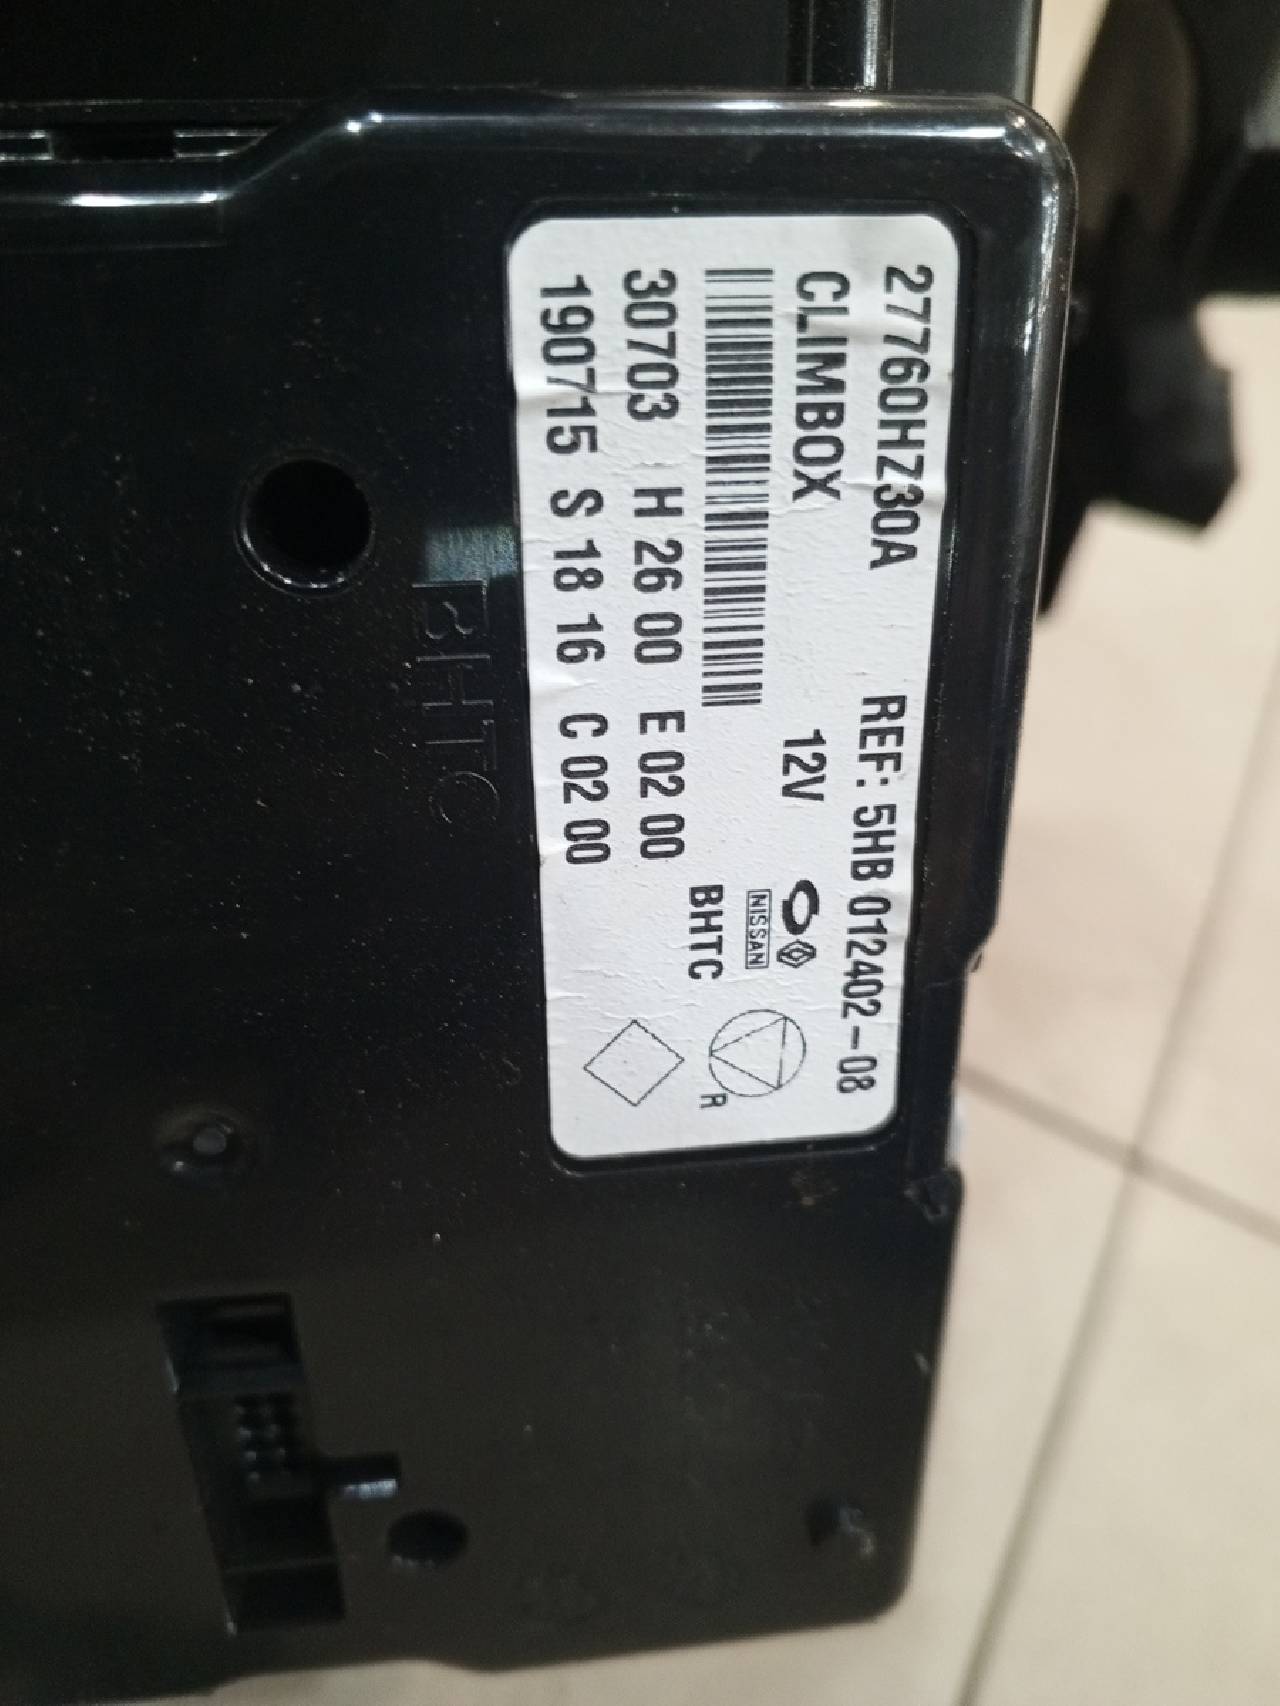 27760HZ30A REF: 5HB 012402-08
CLIMBOX 12V
NISSAN
BHTC
R
30703 H 26 00 E 02 00
190715 S 18 16 C 02 00
BHTC